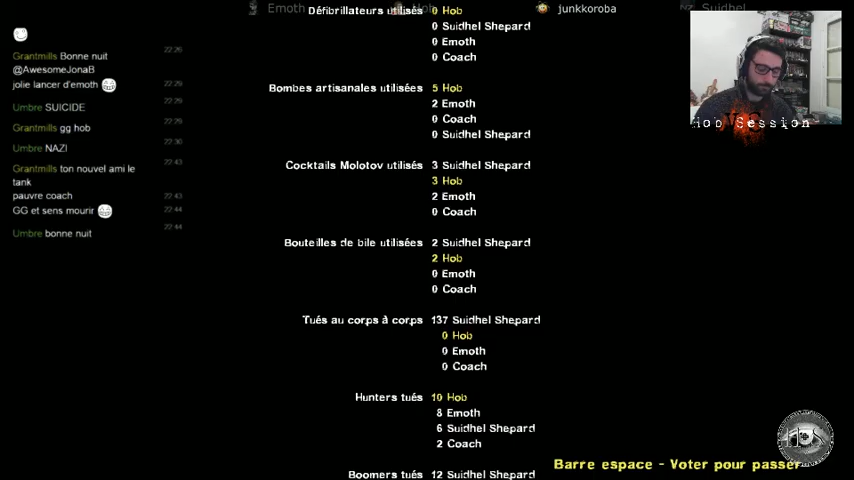 Emoth
Hob
junkkoroba
Suidhel
Grantmills Bonne nuit 22:26
@AwesomeJonaB
jolie lancer d'emoth 22:29
Umbre SUICIDE 22:29
Grantmills gg hob 22:29
Umbre NAZI 22:30
Grantmills ton nouvel ami le 22:43
tank
pauvre coach 22:43
GG et sens mourir 22:44
Umbre bonne nuit 22:44
Défibrillateurs utilisés 0 Hob
0 Suidhel Shepard
0 Emoth
0 Coach
Bombes artisanales utilisées 5 Hob
2 Emoth
0 Coach
0 Suidhel Shepard
Cocktails Molotov utilisés 3 Suidhel Shepard
3 Hob
2 Emoth
0 Coach
Bouteilles de bile utilisées 2 Suidhel Shepard
2 Hob
0 Emoth
0 Coach
Tués au corps à corps 137 Suidhel Shepard
0 Hob
0 Emoth
0 Coach
Hunters tués 10 Hob
8 Emoth
6 Suidhel Shepard
2 Coach
Boomers tués 12 Suidhel Shepard
Hob Session
Barre espace - Voter pour passer